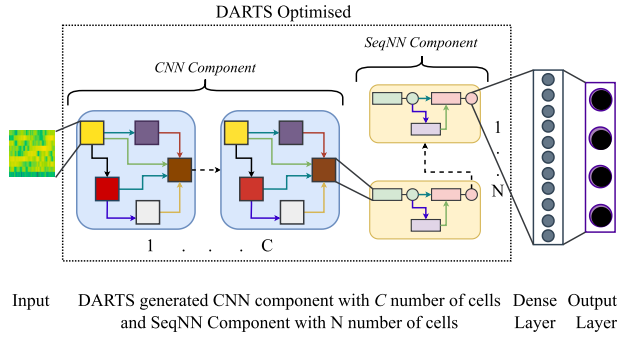 DARTS Optimised
SeqNN Component
CNN Component
1
.
.
N
1 . . . C
Input DARTS generated CNN component with C number of cells Dense Output
and SeqNN Component with N number of cells Layer Layer